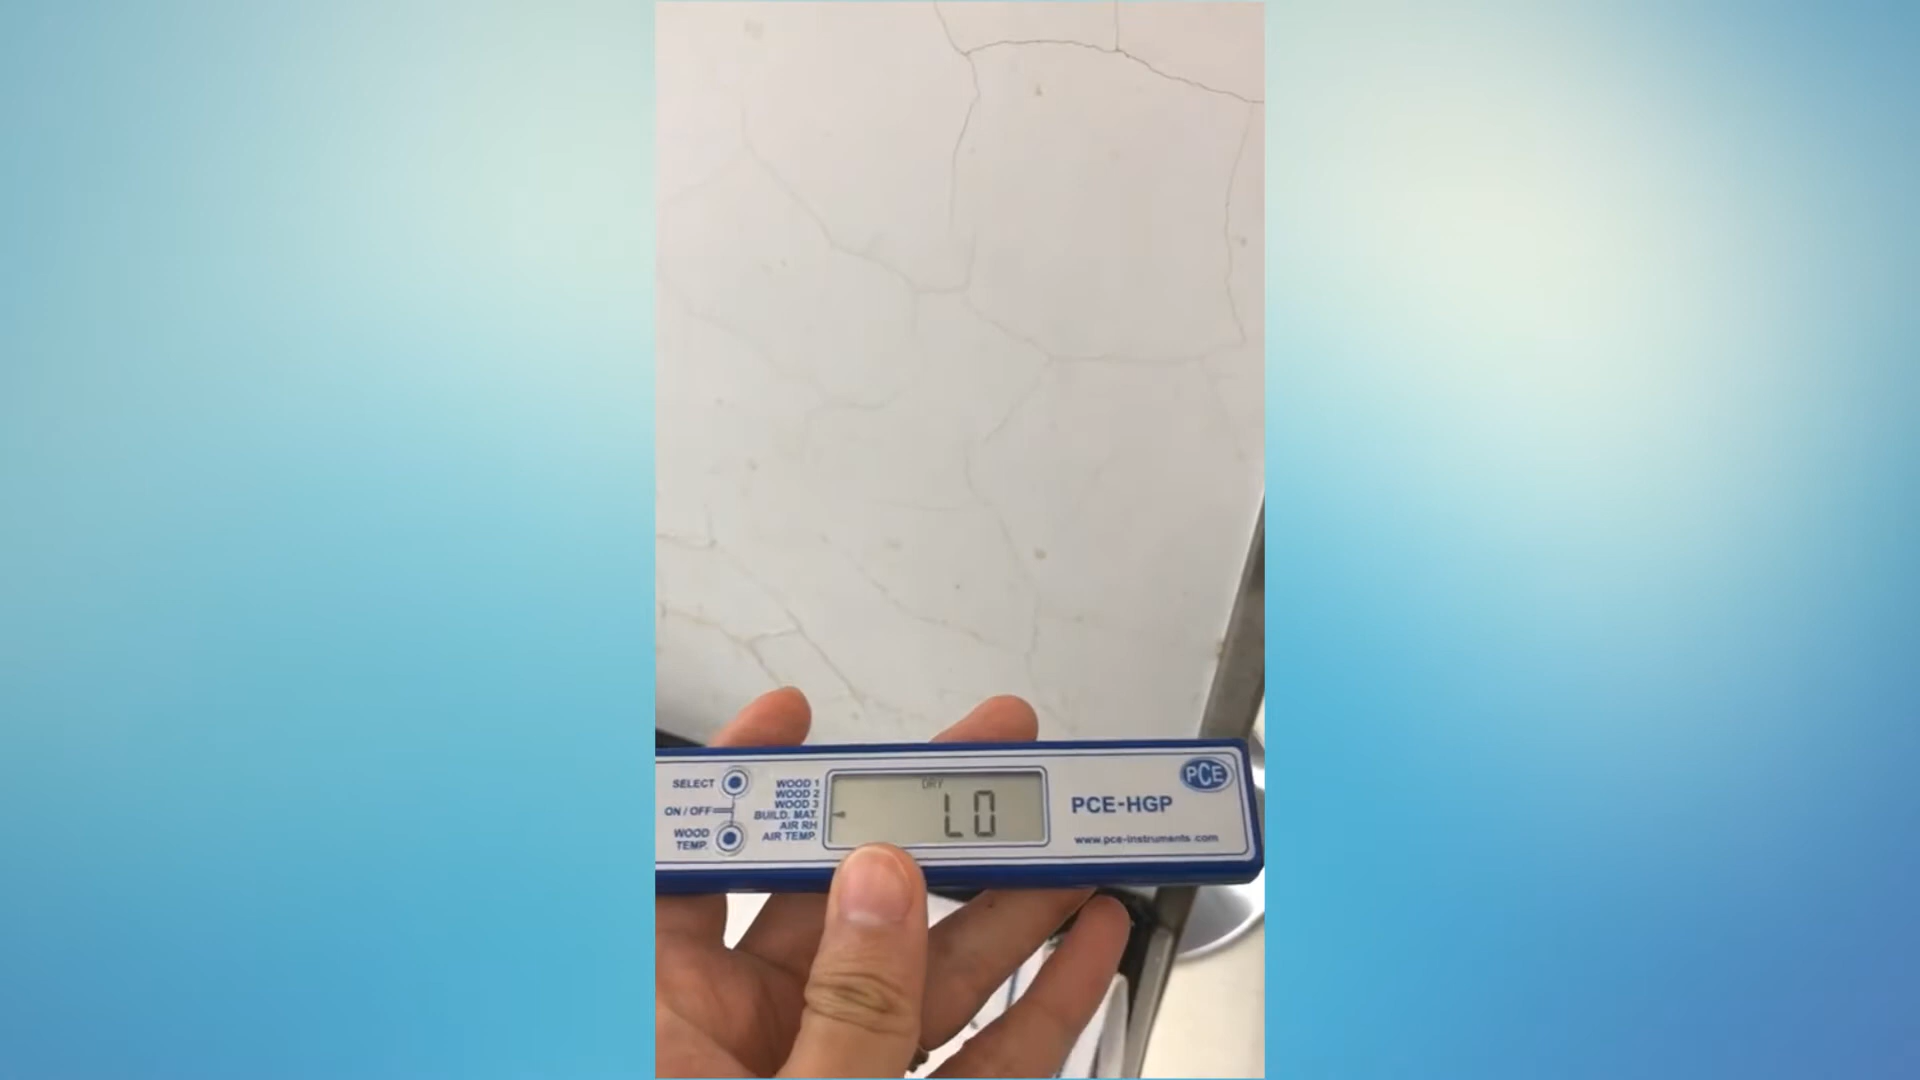 SELECT
ON / OFF
WOOD
TEMP.
WOOD 1
WOOD 2
WOOD 3
BUILD. MAT.
AIR RH
AIR TEMP.
DRY
LO
PCE
PCE-HGP
www.pce-instruments.com